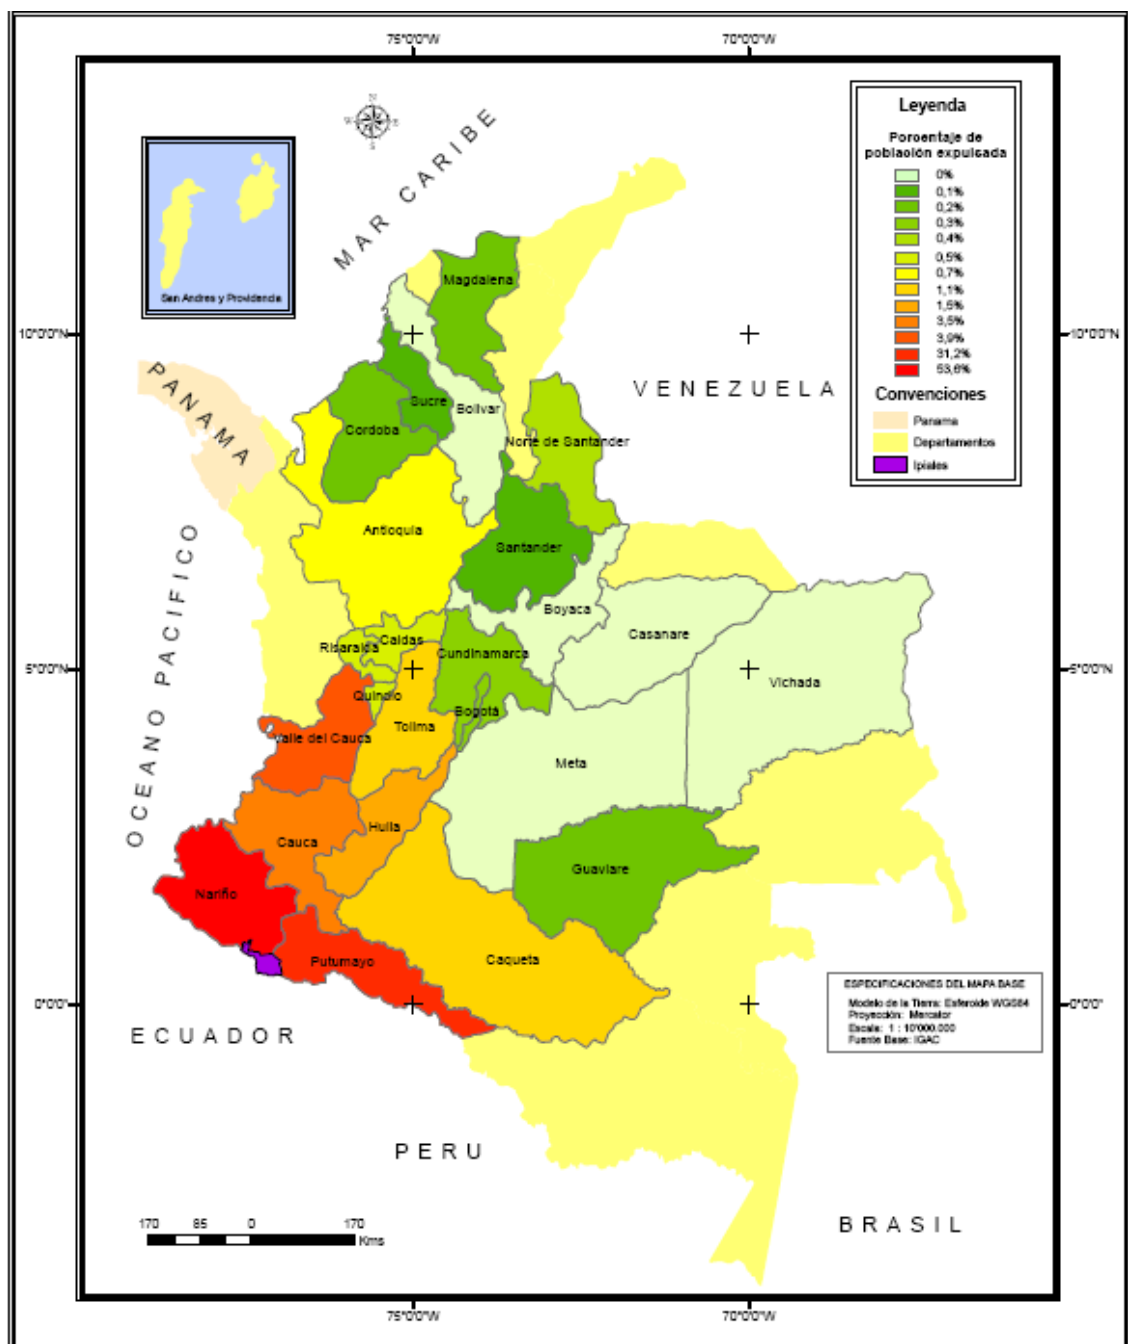 75°0'0"W
70°0'0"W
N
W
E
S
MAR CARIBE
San Andres y Providencia
Leyenda
Porcentaje de
población expulsada
0%
0,1%
0,2%
0,3%
0,4%
0,5%
0,7%
1,1%
1,5%
3,5%
3,9%
31,2%
53,6%
Convenciones
Panama
Departamentos
Ipiales
10°0'0"N
10°0'0"N
PANAMA
VENEZUELA
Magdalena
Sucre
Bolivar
Cordoba
Norte de Santander
Antioquia
Santander
OCEANO PACIFICO
Boyaca
Casanare
Risaralda
Caldas
Cundinamarca
5°0'0"N
5°0'0"N
Vichada
Quindio
Bogotá
Tolima
Valle del Cauca
Meta
Huila
Cauca
Guaviare
Nariño
Putumayo
Caqueta
ESPECIFICACIONES DEL MAPA BASE
Modelo de la Tierra: Esferoide WGS84
Proyección: Mercator
Escala: 1 : 10'000.000
Fuente Base: IGAC
0°0'0"
0°0'0"
ECUADOR
PERU
BRASIL
170 85 0 170
Kms
75°0'0"W
70°0'0"W